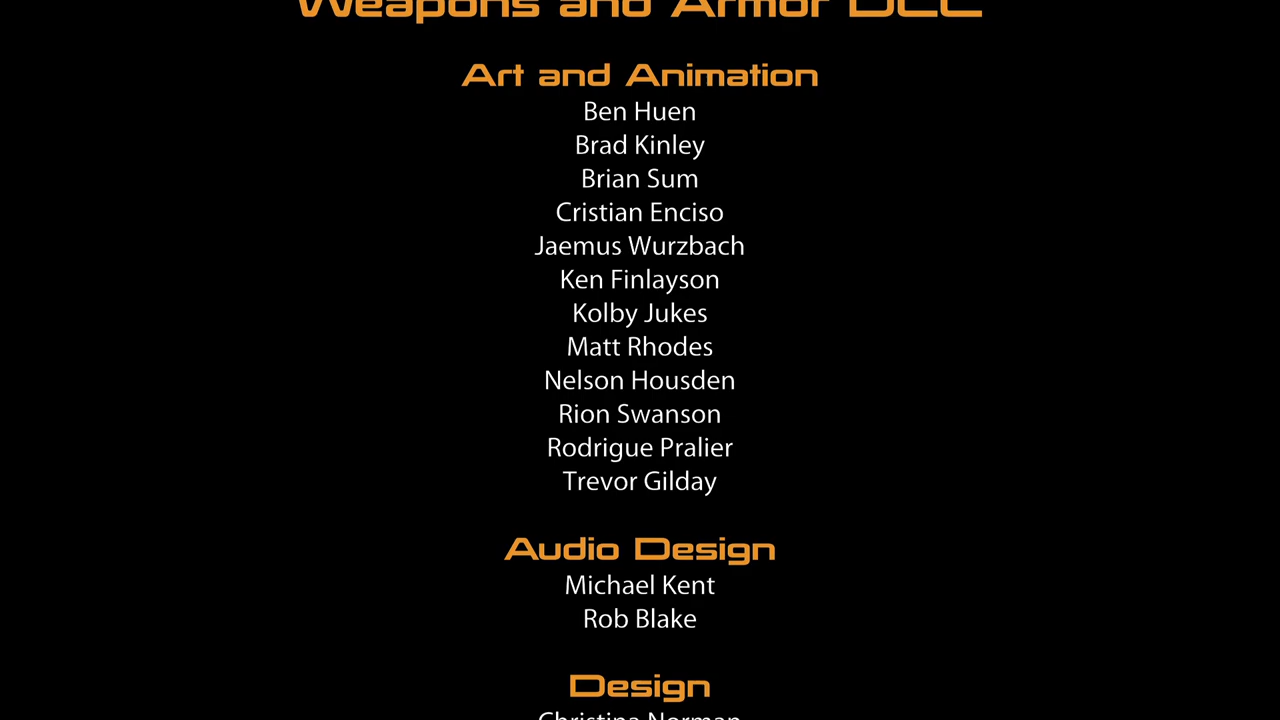 Weapons and Armor DLC
Art and Animation
Ben Huen
Brad Kinley
Brian Sum
Cristian Enciso
Jaemus Wurzbach
Ken Finlayson
Kolby Jukes
Matt Rhodes
Nelson Housden
Rion Swanson
Rodrigue Pralier
Trevor Gilday
Audio Design
Michael Kent
Rob Blake
Design
Christina Norman